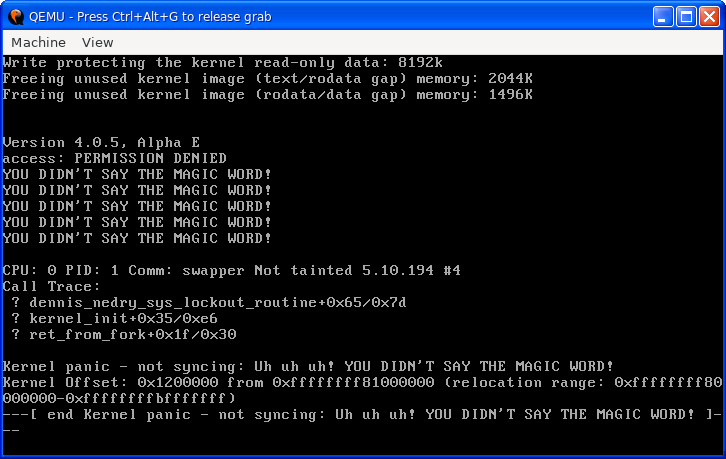 QEMU - Press Ctrl+Alt+G to release grab
Machine View
Write protecting the kernel read-only data: 8192k
Freeing unused kernel image (text/rodata gap) memory: 2044K
Freeing unused kernel image (rodata/data gap) memory: 1496K
Version 4.0.5, Alpha E
access: PERMISSION DENIED
YOU DIDN'T SAY THE MAGIC WORD!
YOU DIDN'T SAY THE MAGIC WORD!
YOU DIDN'T SAY THE MAGIC WORD!
YOU DIDN'T SAY THE MAGIC WORD!
YOU DIDN'T SAY THE MAGIC WORD!
CPU: 0 PID: 1 Comm: swapper Not tainted 5.10.194 #4
Call Trace:
 ? dennis_nedry_sys_lockout_routine+0x65/0x7d
 ? kernel_init+0x35/0xe6
 ? ret_from_fork+0x1f/0x30
Kernel panic - not syncing: Uh uh uh! YOU DIDN'T SAY THE MAGIC WORD!
Kernel Offset: 0x1200000 from 0xffffffff81000000 (relocation range: 0xffffffff80
000000-0xffffffffbfffffff)
---[ end Kernel panic - not syncing: Uh uh uh! YOU DIDN'T SAY THE MAGIC WORD! ]-
--